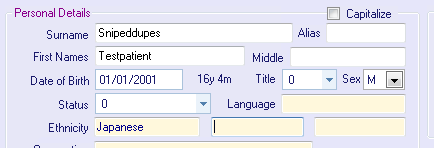 Personal Details
Capitalize
Surname Snipeddupes Alias
First Names Testpatient Middle
Date of Birth 01/01/2001 16y 4m Title 0 Sex M
Status 0 Language
Ethnicity Japanese